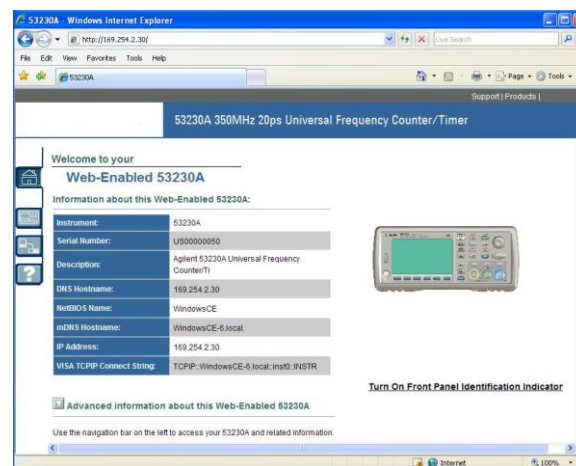 53230A - Windows Internet Explorer
http://169.254.2.30/
Live Search
File Edit View Favorites Tools Help
53230A
Page Tools
Support | Products |
53230A 350MHz 20ps Universal Frequency Counter/Timer
Welcome to your
Web-Enabled 53230A
Information about this Web-Enabled 53230A:
Instrument: 53230A
Serial Number: US00000050
Description: Agilent 53230A Universal Frequency
Counter/Ti
DNS Hostname: 169.254.2.30
NetBIOS Name: WindowsCE
mDNS Hostname: WindowsCE-6.local.
IP Address: 169.254.2.30
VISA TCPIP Connect String: TCPIP::WindowsCE-6.local::inst0::INSTR
Turn On Front Panel Identification Indicator
Advanced information about this Web-Enabled 53230A
Use the navigation bar on the left to access your 53230A and related information.
Internet 100%